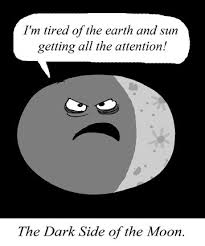 I'm tired of the earth and sun
getting all the attention!
The Dark Side of the Moon.